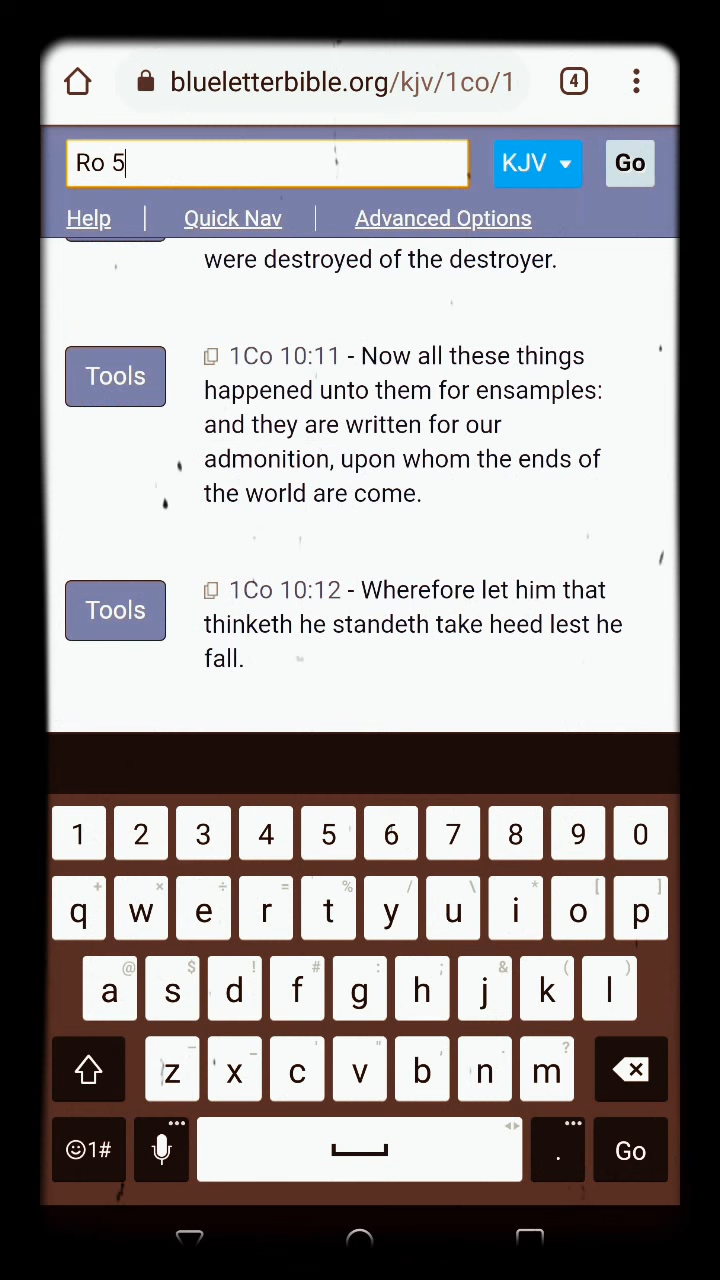 blueletterbible.org/kjv/1co/1
4
Ro 5
KJV
Go
Help
Quick Nav
Advanced Options
were destroyed of the destroyer.
Tools
1Co 10:11 - Now all these things
happened unto them for ensamples:
and they are written for our
admonition, upon whom the ends of
the world are come.
Tools
1Co 10:12 - Wherefore let him that
thinketh he standeth take heed lest he
fall.
1 2 3 4 5 6 7 8 9 0
+ × ÷ = % / \ * [ ]
q w e r t y u i o p
@ $ ! # : ; & ( )
a s d f g h j k l
– _ ' " , . ?
z x c v b n m
1# . Go